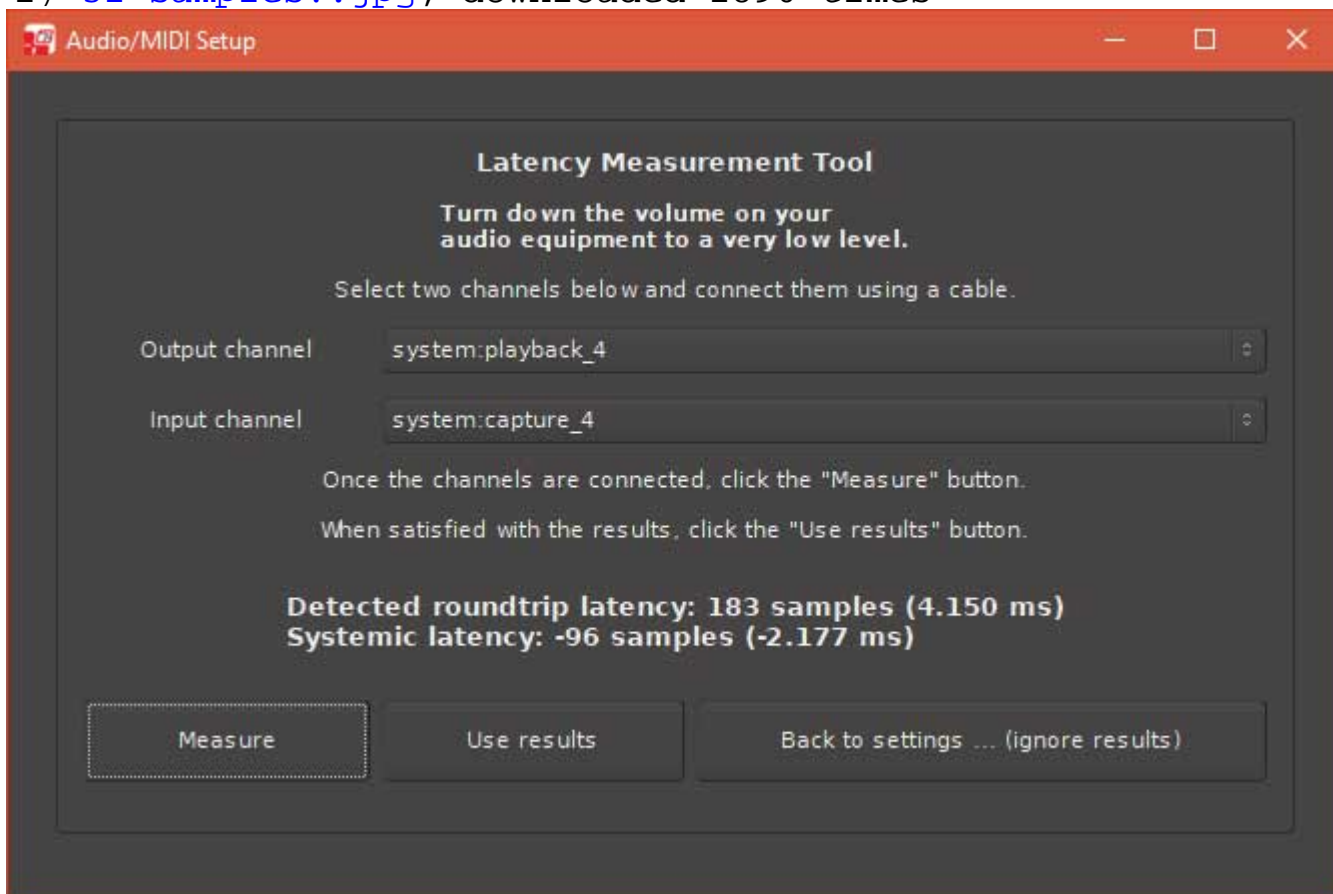 downloaded times
Audio/MIDI Setup
Latency Measurement Tool
Turn down the volume on your
audio equipment to a very low level.
Select two channels below and connect them using a cable.
Output channel system:playback_4
Input channel system:capture_4
Once the channels are connected, click the "Measure" button.
When satisfied with the results, click the "Use results" button.
Detected roundtrip latency: 183 samples (4.150 ms)
Systemic latency: -96 samples (-2.177 ms)
Measure Use results Back to settings ... (ignore results)